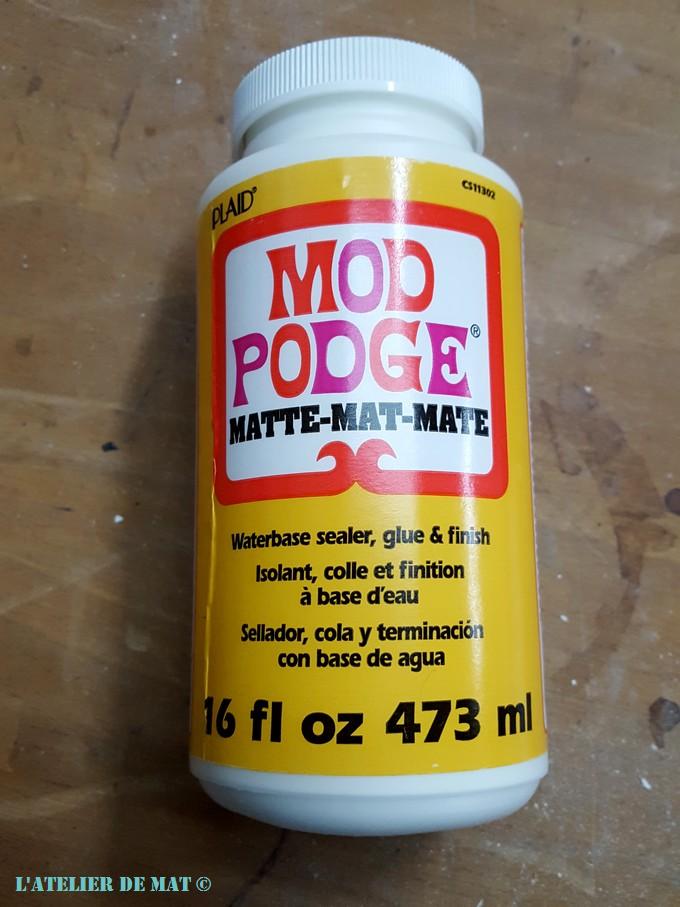 PLAID®
CS11302
MOD
PODGE®
MATTE-MAT-MATE
Waterbase sealer, glue & finish
Isolant, colle et finition
à base d'eau
Sellador, cola y terminación
con base de agua
16 fl oz 473 ml
L'ATELIER DE MAT ©